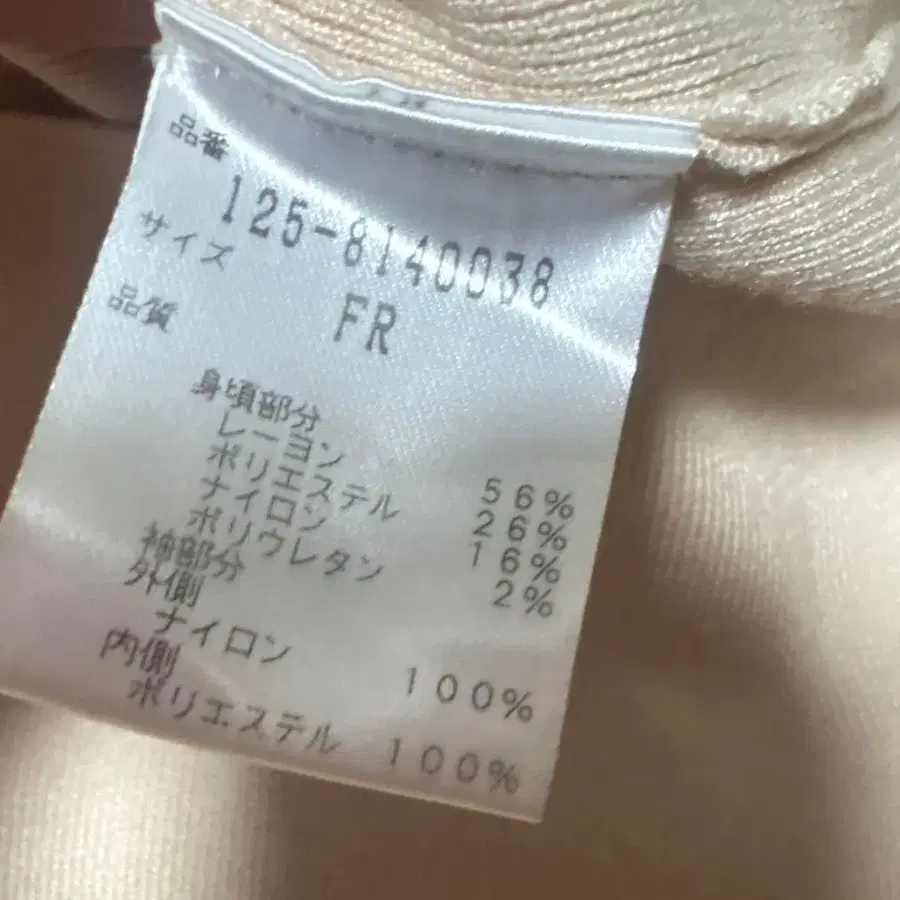 品番
125-8140038
サイズ
FR
品質
身頃部分
レーヨン 56%
ポリエステル 26%
ナイロン 16%
ポリウレタン 2%
袖部分
外側
ナイロン 100%
内側
ポリエステル 100%